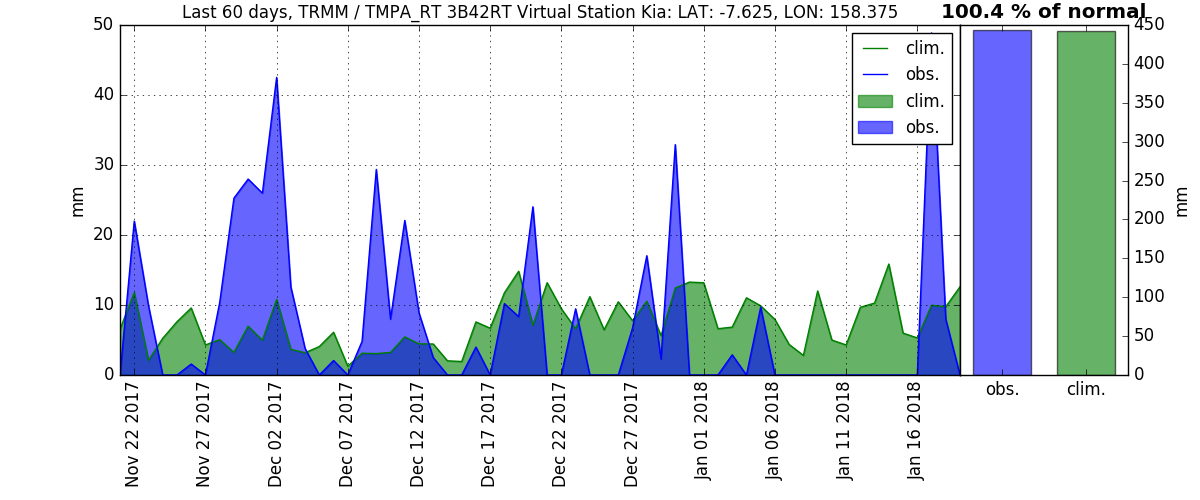 Last 60 days, TRMM / TMPA_RT 3B42RT Virtual Station Kia: LAT: -7.625, LON: 158.375
100.4 % of normal
50
40
30
20
10
0
mm
clim.
obs.
clim.
obs.
450
400
350
300
250
200
150
100
50
0
mm
obs.
clim.
Nov 22 2017
Nov 27 2017
Dec 02 2017
Dec 07 2017
Dec 12 2017
Dec 17 2017
Dec 22 2017
Dec 27 2017
Jan 01 2018
Jan 06 2018
Jan 11 2018
Jan 16 2018